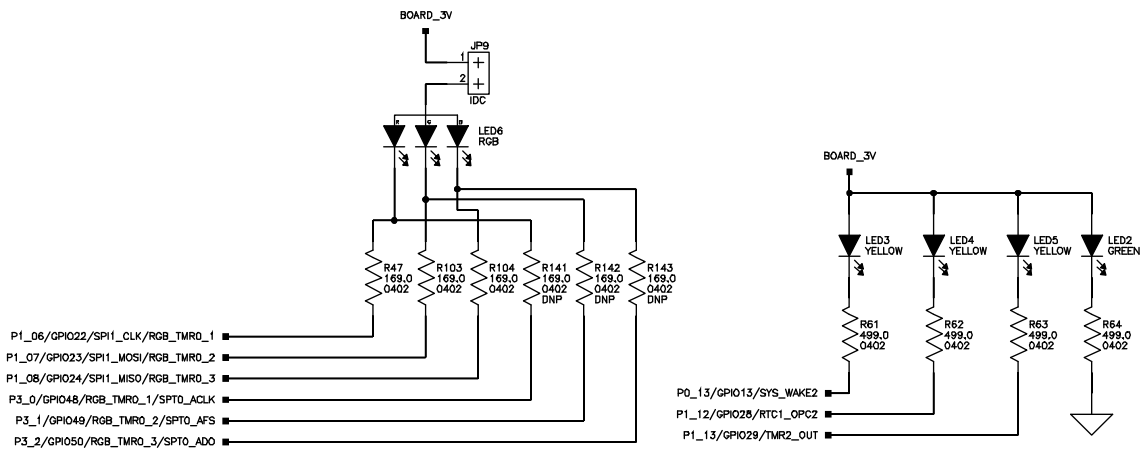 BOARD_3V
JP9
1
2
IDC
R
G
B
LED6
RGB
R47
169.0
0402
R103
169.0
0402
R104
169.0
0402
R141
169.0
0402
DNP
R142
169.0
0402
DNP
R143
169.0
0402
DNP
P1_06/GPIO22/SPI1_CLK/RGB_TMR0_1
P1_07/GPIO23/SPI1_MOSI/RGB_TMR0_2
P1_08/GPIO24/SPI1_MISO/RGB_TMR0_3
P3_0/GPIO48/RGB_TMR0_1/SPT0_ACLK
P3_1/GPIO49/RGB_TMR0_2/SPT0_AFS
P3_2/GPIO50/RGB_TMR0_3/SPT0_AD0
BOARD_3V
LED3
YELLOW
LED4
YELLOW
LED5
YELLOW
LED2
GREEN
R61
499.0
0402
R62
499.0
0402
R63
499.0
0402
R64
499.0
0402
P0_13/GPIO13/SYS_WAKE2
P1_12/GPIO28/RTC1_OPC2
P1_13/GPIO29/TMR2_OUT